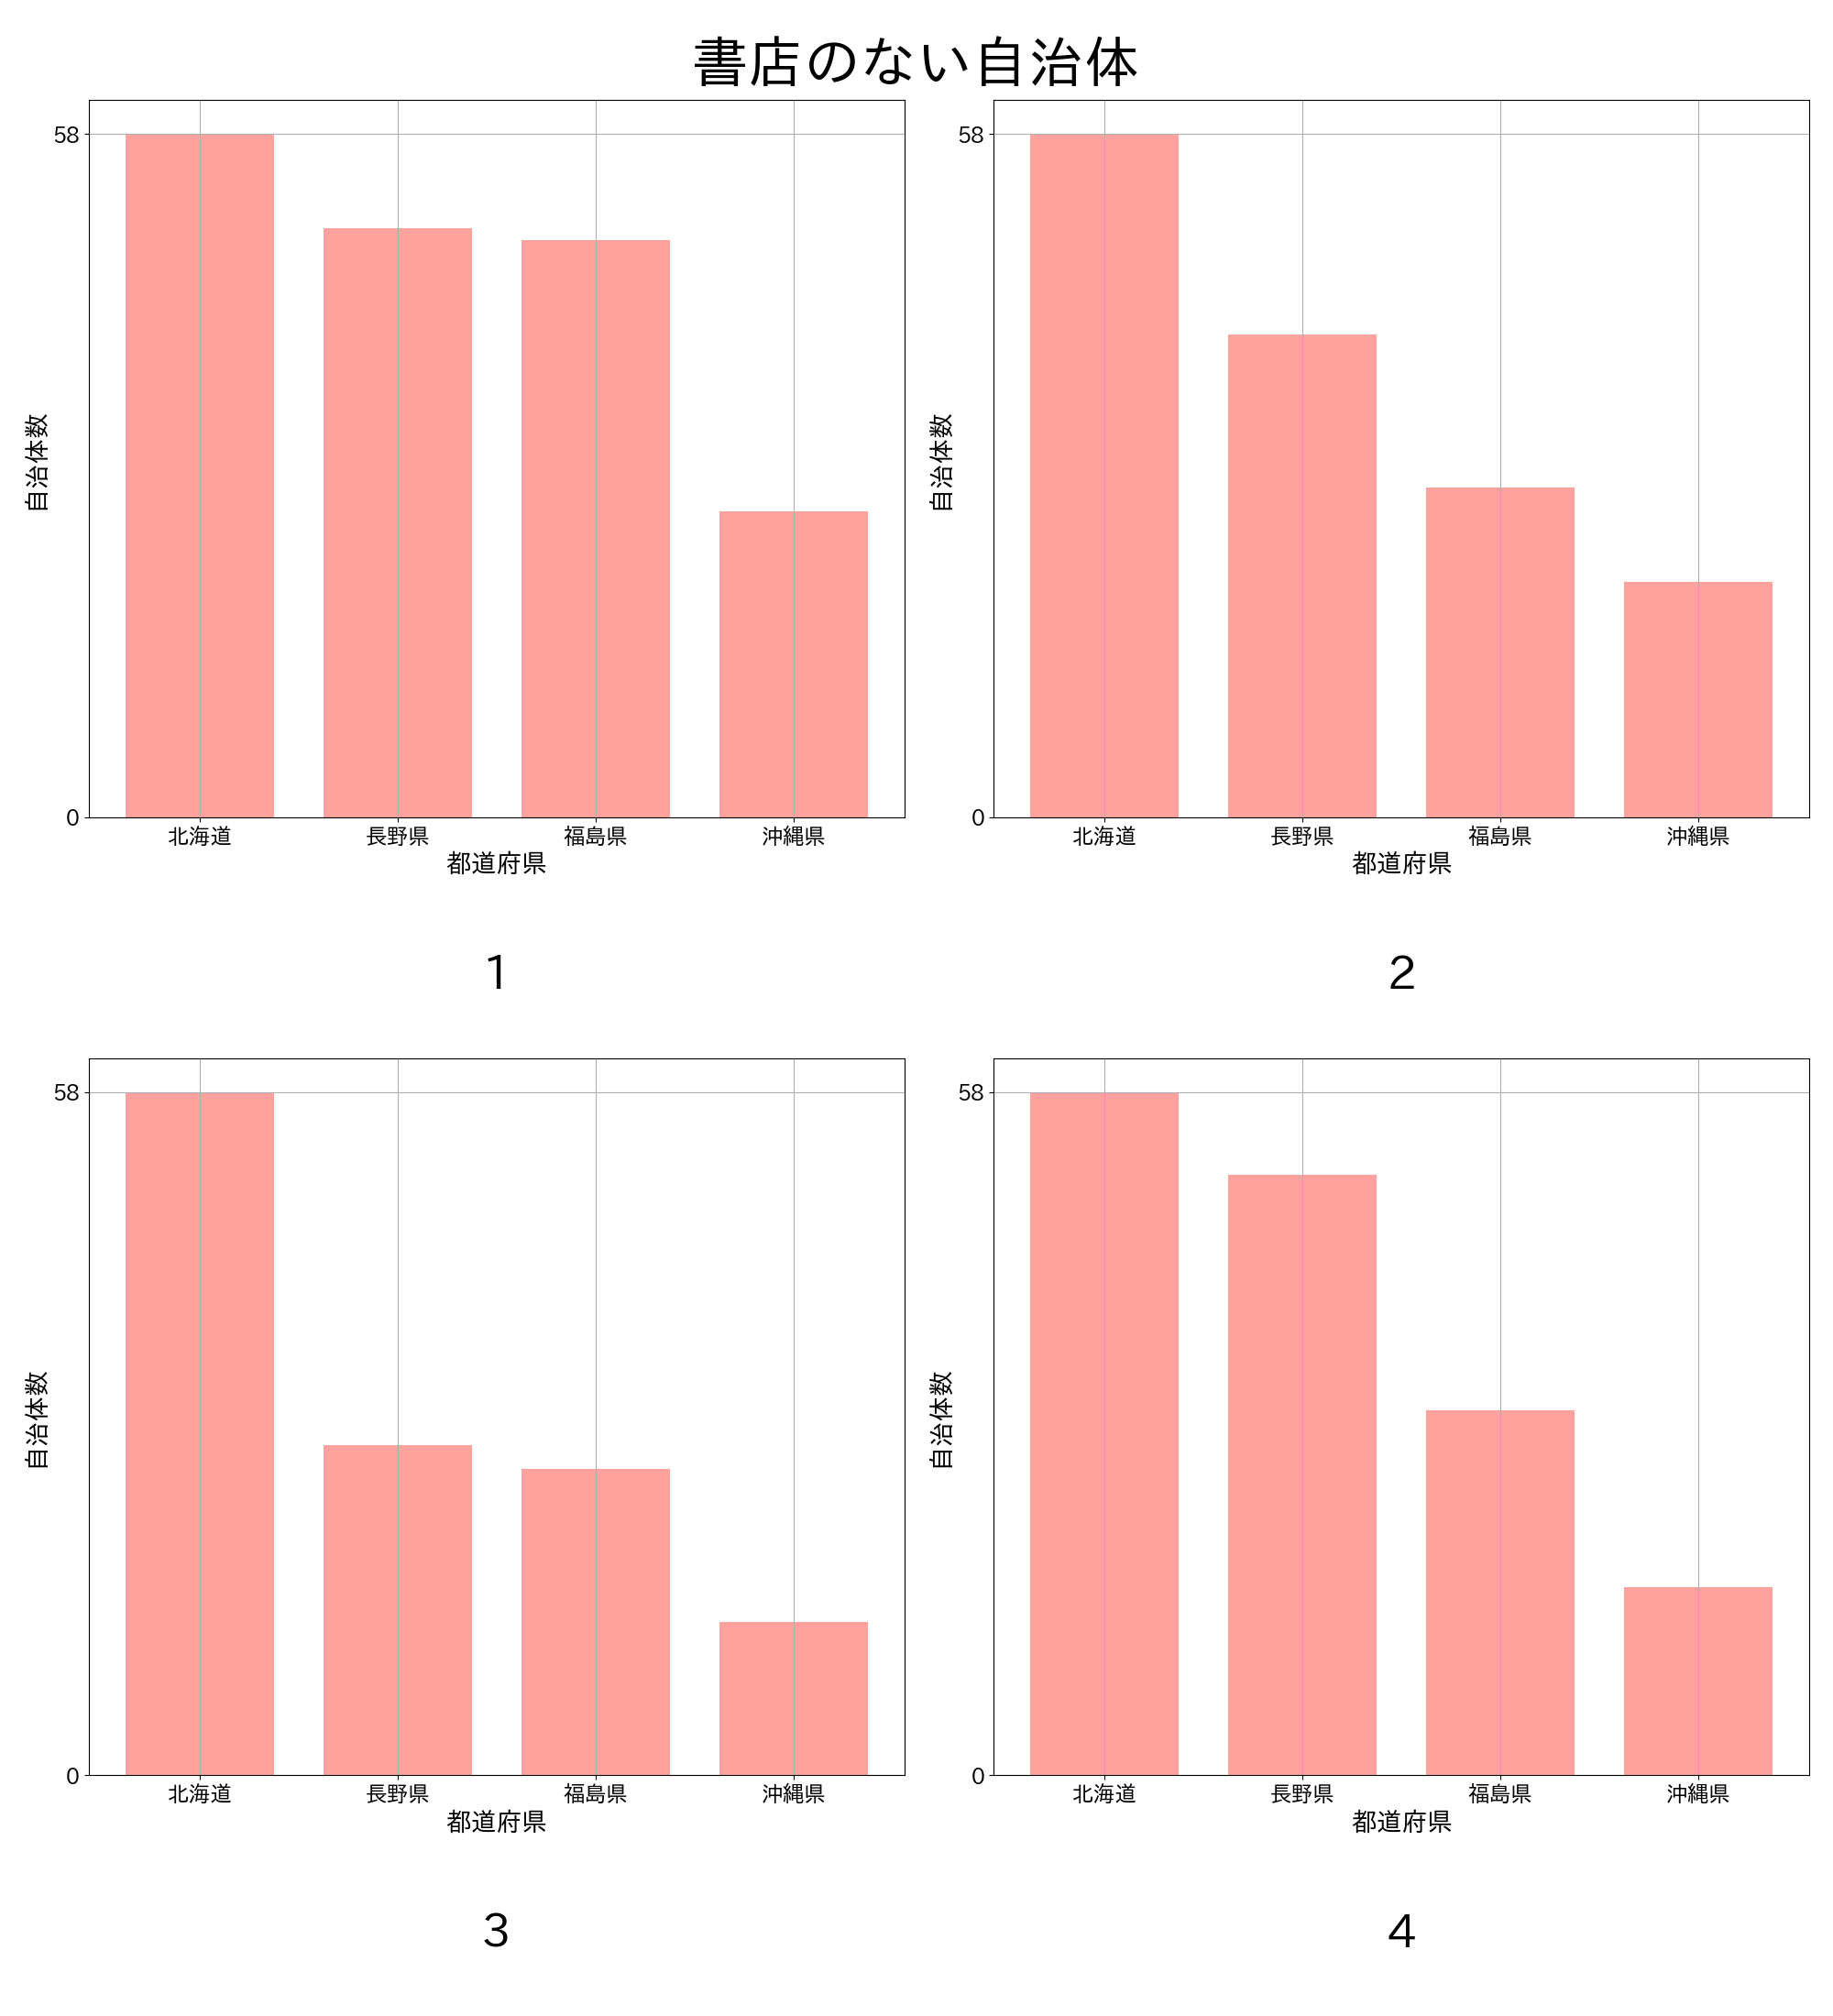 書店のない自治体
58
0
自治体数
北海道 長野県 福島県 沖縄県
都道府県
1
58
0
自治体数
北海道 長野県 福島県 沖縄県
都道府県
2
58
0
自治体数
北海道 長野県 福島県 沖縄県
都道府県
3
58
0
自治体数
北海道 長野県 福島県 沖縄県
都道府県
4